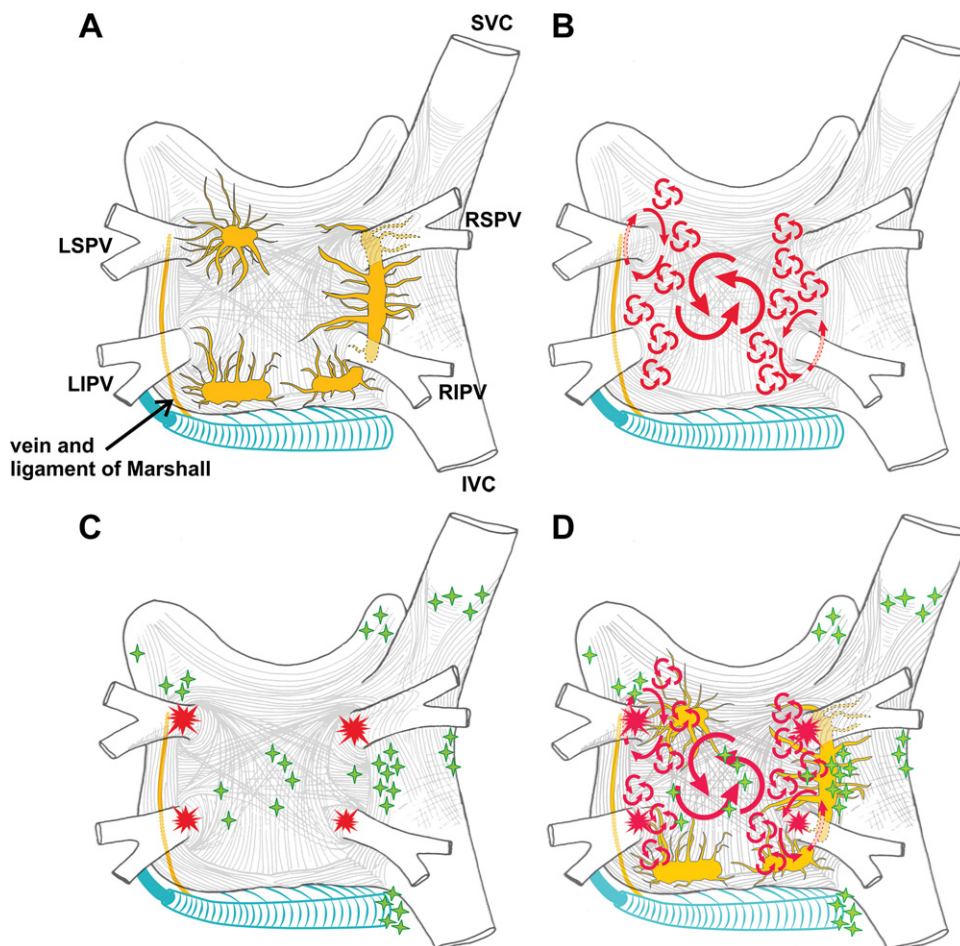 A
SVC
B
LSPV
RSPV
LIPV
RIPV
vein and
ligament of Marshall
IVC
C
D